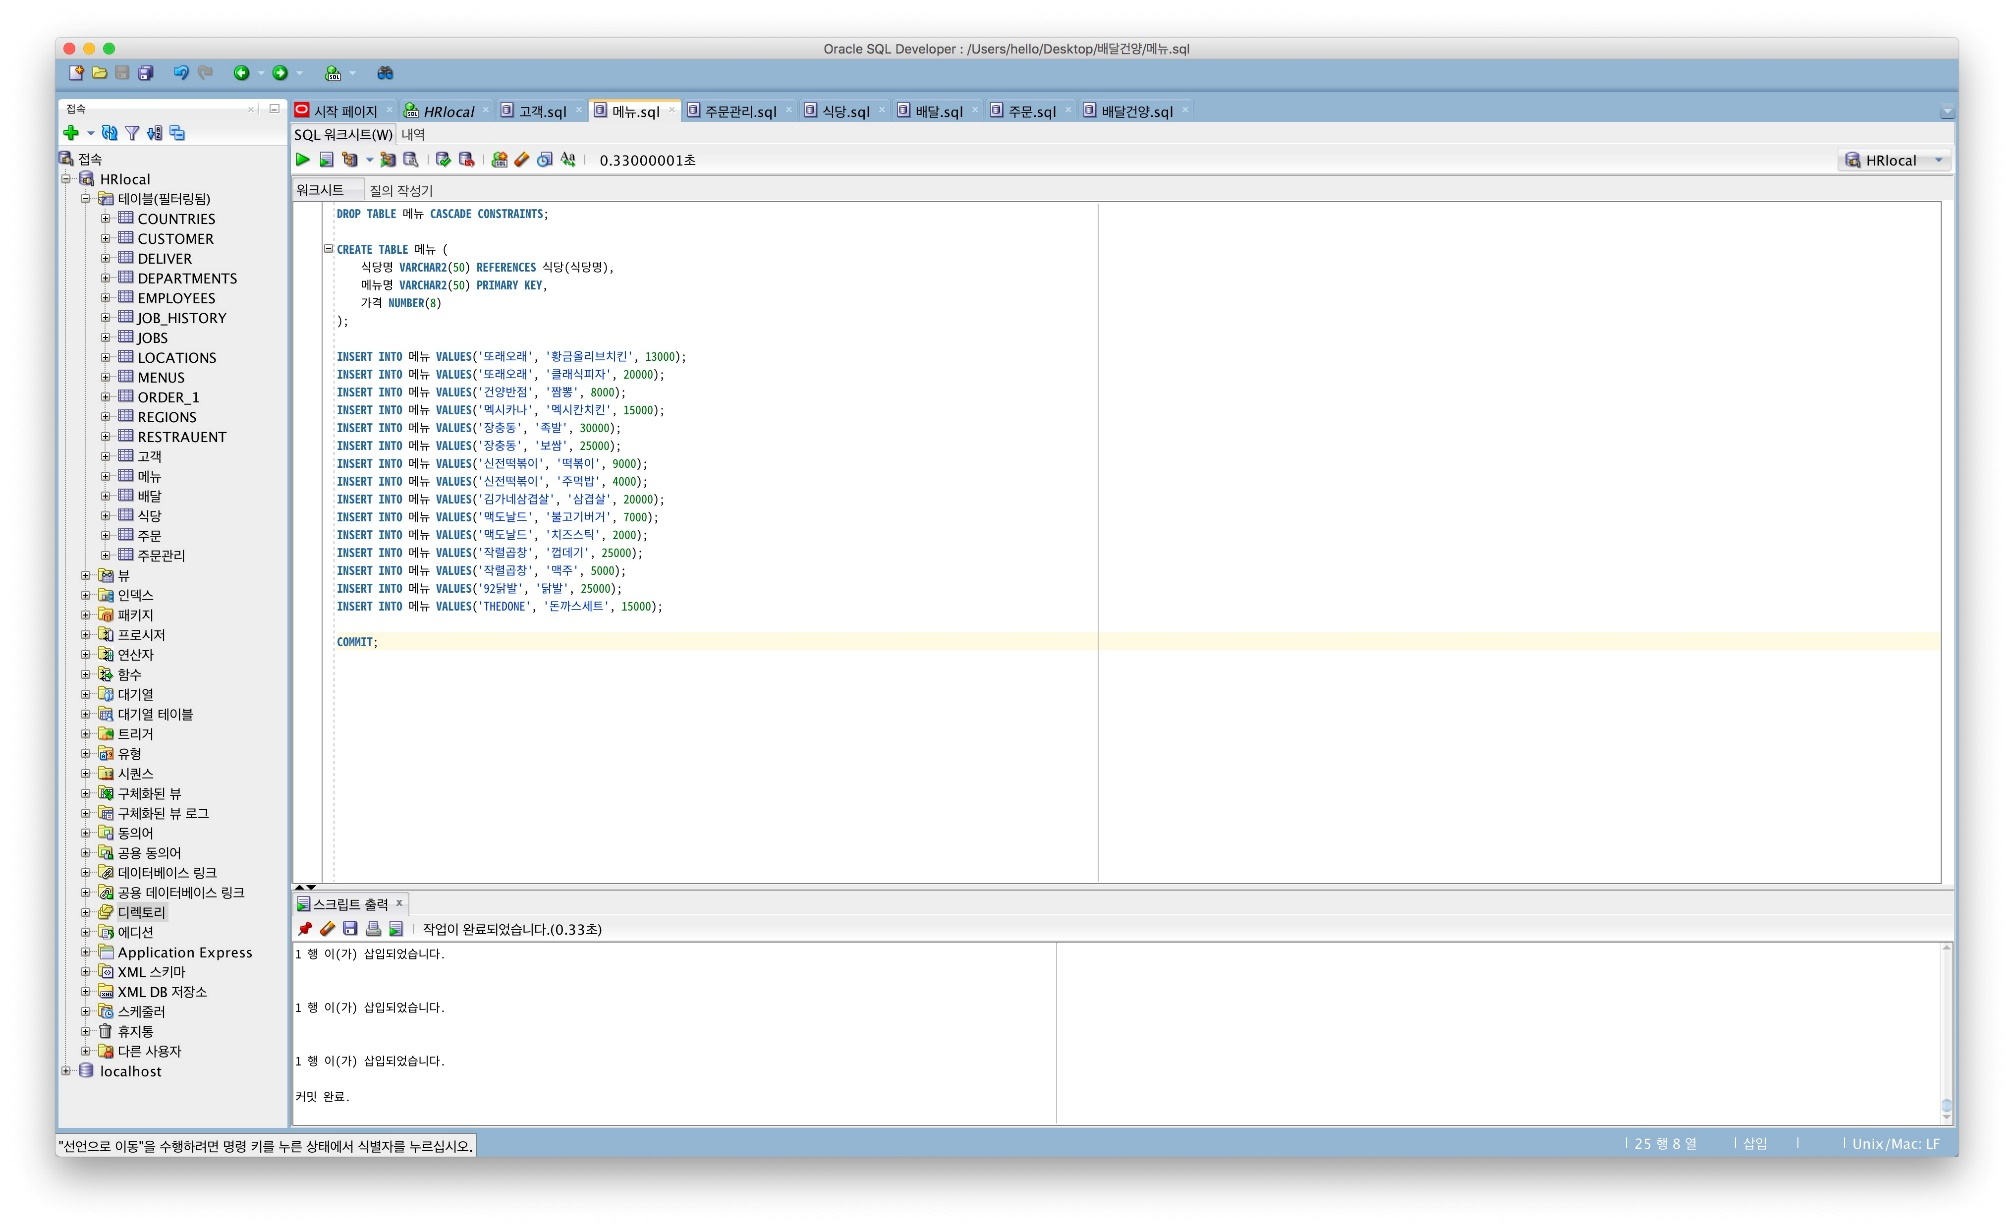 Oracle SQL Developer : /Users/hello/Desktop/배달건양/메뉴.sql
접속
시작 페이지
HRlocal
고객.sql
메뉴.sql
주문관리.sql
식당.sql
배달.sql
주문.sql
배달건양.sql
SQL 워크시트(W) 내역
0.33000001초
HRlocal
워크시트 질의 작성기
접속
HRlocal
테이블(필터링됨)
COUNTRIES
CUSTOMER
DELIVER
DEPARTMENTS
EMPLOYEES
JOB_HISTORY
JOBS
LOCATIONS
MENUS
ORDER_1
REGIONS
RESTRAUENT
고객
메뉴
배달
식당
주문
주문관리
뷰
인덱스
패키지
프로시저
연산자
함수
대기열
대기열 테이블
트리거
유형
시퀀스
구체화된 뷰
구체화된 뷰 로그
동의어
공용 동의어
데이터베이스 링크
공용 데이터베이스 링크
디렉토리
에디션
Application Express
XML 스키마
XML DB 저장소
스케줄러
휴지통
다른 사용자
localhost
DROP TABLE 메뉴 CASCADE CONSTRAINTS;
CREATE TABLE 메뉴 (
식당명 VARCHAR2(50) REFERENCES 식당(식당명),
메뉴명 VARCHAR2(50) PRIMARY KEY,
가격 NUMBER(8)
);
INSERT INTO 메뉴 VALUES('또래오래', '황금올리브치킨', 13000);
INSERT INTO 메뉴 VALUES('또래오래', '클래식피자', 20000);
INSERT INTO 메뉴 VALUES('건양반점', '짬뽕', 8000);
INSERT INTO 메뉴 VALUES('멕시카나', '멕시칸치킨', 15000);
INSERT INTO 메뉴 VALUES('장충동', '족발', 30000);
INSERT INTO 메뉴 VALUES('장충동', '보쌈', 25000);
INSERT INTO 메뉴 VALUES('신전떡볶이', '떡볶이', 9000);
INSERT INTO 메뉴 VALUES('신전떡볶이', '주먹밥', 4000);
INSERT INTO 메뉴 VALUES('김가네삼겹살', '삼겹살', 20000);
INSERT INTO 메뉴 VALUES('맥도날드', '불고기버거', 7000);
INSERT INTO 메뉴 VALUES('맥도날드', '치즈스틱', 2000);
INSERT INTO 메뉴 VALUES('작렬곱창', '껍데기', 25000);
INSERT INTO 메뉴 VALUES('작렬곱창', '맥주', 5000);
INSERT INTO 메뉴 VALUES('92닭발', '닭발', 25000);
INSERT INTO 메뉴 VALUES('THEDONE', '돈까스세트', 15000);
COMMIT;
스크립트 출력
작업이 완료되었습니다.(0.33초)
1 행 이(가) 삽입되었습니다.
1 행 이(가) 삽입되었습니다.
1 행 이(가) 삽입되었습니다.
커밋 완료.
"선언으로 이동"을 수행하려면 명령 키를 누른 상태에서 식별자를 누르십시오.
25 행 8 열
삽입
Unix/Mac: LF